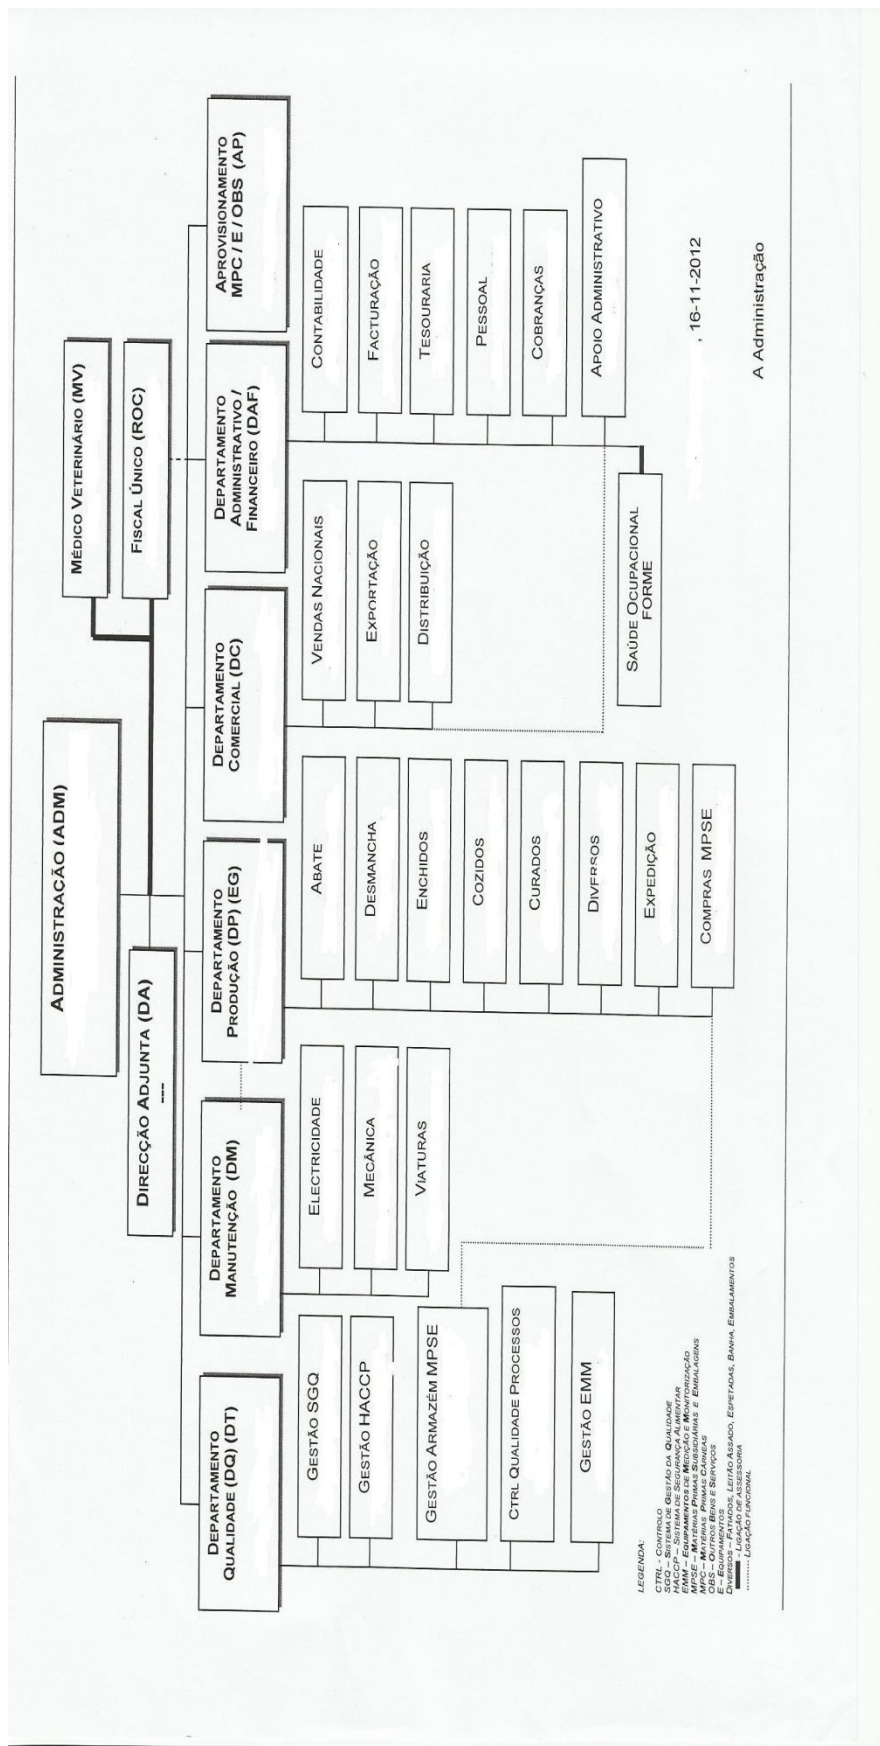 ADMINISTRAÇÃO (ADM)
DIRECÇÃO ADJUNTA (DA)
---
MÉDICO VETERINÁRIO (MV)
FISCAL ÚNICO (ROC)
DEPARTAMENTO
QUALIDADE (DQ) (DT)
GESTÃO SGQ
GESTÃO HACCP
GESTÃO ARMAZÉM MPSE
CTRL QUALIDADE PROCESSOS
GESTÃO EMM
DEPARTAMENTO
MANUTENÇÃO (DM)
ELECTRICIDADE
MECÂNICA
VIATURAS
DEPARTAMENTO
PRODUÇÃO (DP) (EG)
ABATE
DESMANCHA
ENCHIDOS
COZIDOS
CURADOS
DIVERSOS
EXPEDIÇÃO
COMPRAS MPSE
DEPARTAMENTO
COMERCIAL (DC)
VENDAS NACIONAIS
EXPORTAÇÃO
DISTRIBUIÇÃO
DEPARTAMENTO
ADMINISTRATIVO /
FINANCEIRO (DAF)
CONTABILIDADE
FACTURAÇÃO
TESOURARIA
PESSOAL
COBRANÇAS
APOIO ADMINISTRATIVO
SAÚDE OCUPACIONAL
FORME
APROVISIONAMENTO
MPC / E / OBS (AP)
LEGENDA:
CTRL - CONTROLO
SGQ – SISTEMA DE GESTÃO DA QUALIDADE
HACCP – SISTEMA DE SEGURANÇA ALIMENTAR
EMM – EQUIPAMENTOS DE MEDIÇÃO E MONITORIZAÇÃO
MPSE – MATÉRIAS PRIMAS SUBSIDIÁRIAS E EMBALAGENS
MPC – MATÉRIAS PRIMAS CÁRNEAS
OBS – OUTROS BENS E SERVIÇOS
E – EQUIPAMENTOS
DIVERSOS – FATIADOS, LEITÃO ASSADO, ESPETADAS, BANHA, EMBALAMENTOS
- LIGAÇÃO DE ASSESSORIA
LIGAÇÃO FUNCIONAL
, 16-11-2012
A Administração